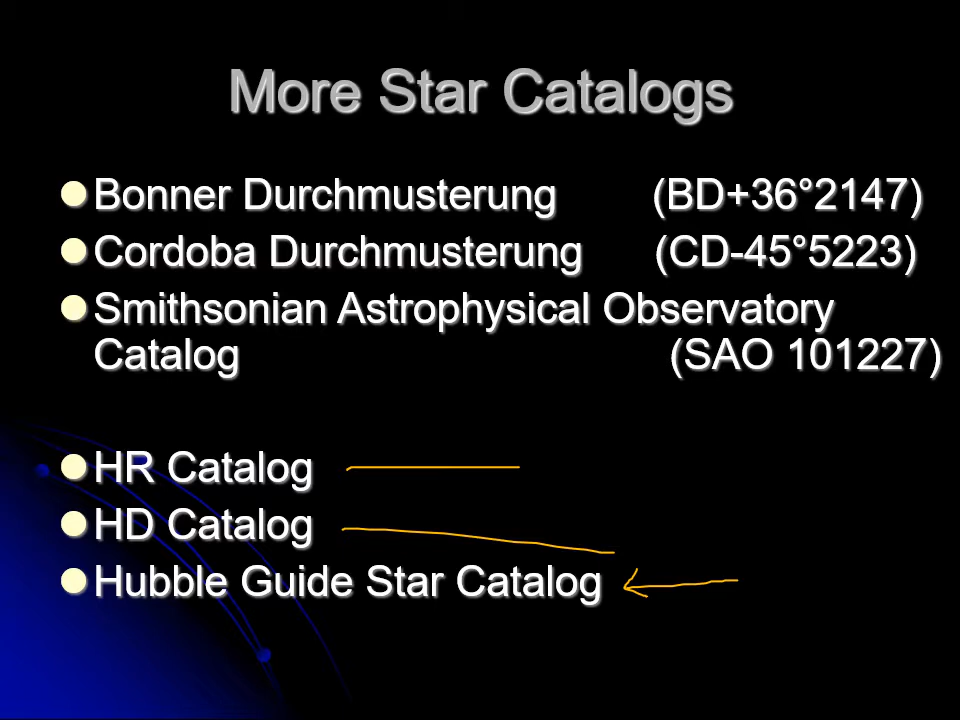 More Star Catalogs
Bonner Durchmusterung (BD+36°2147)
Cordoba Durchmusterung (CD-45°5223)
Smithsonian Astrophysical Observatory
Catalog (SAO 101227)
HR Catalog
HD Catalog
Hubble Guide Star Catalog